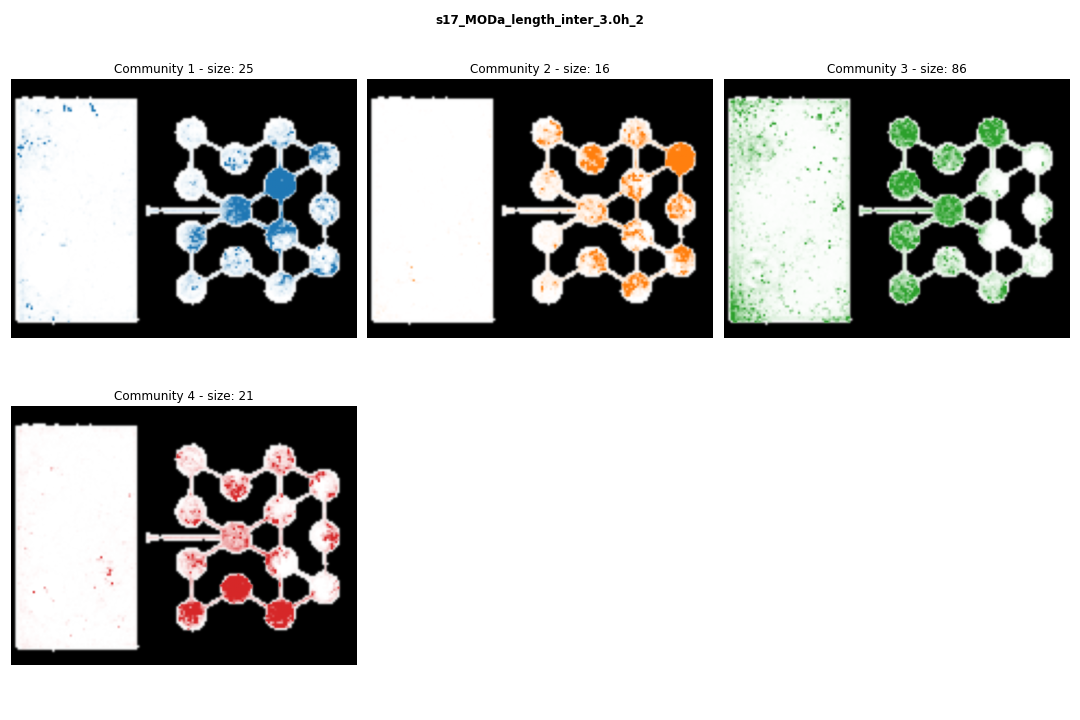 s17_MODa_length_inter_3.0h_2
Community 1 - size: 25
Community 2 - size: 16
Community 3 - size: 86
Community 4 - size: 21